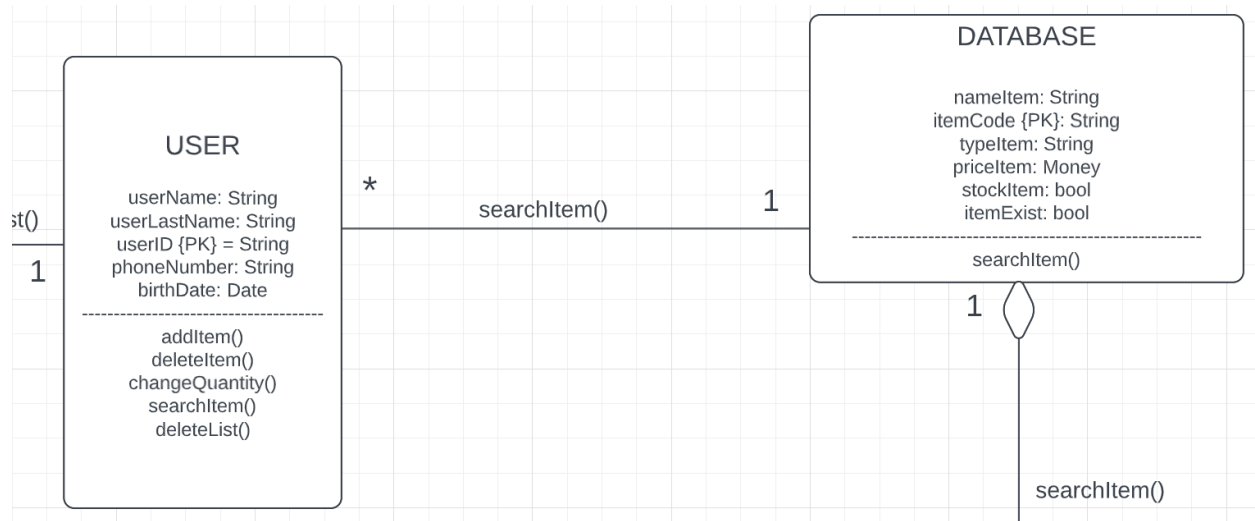 st()
1
USER
userName: String
userLastName: String
userID {PK} = String
phoneNumber: String
birthDate: Date
addItem()
deleteItem()
changeQuantity()
searchItem()
deleteList()
*
searchItem()
1
DATABASE
nameItem: String
itemCode {PK}: String
typeItem: String
priceItem: Money
stockItem: bool
itemExist: bool
searchItem()
1
searchItem()